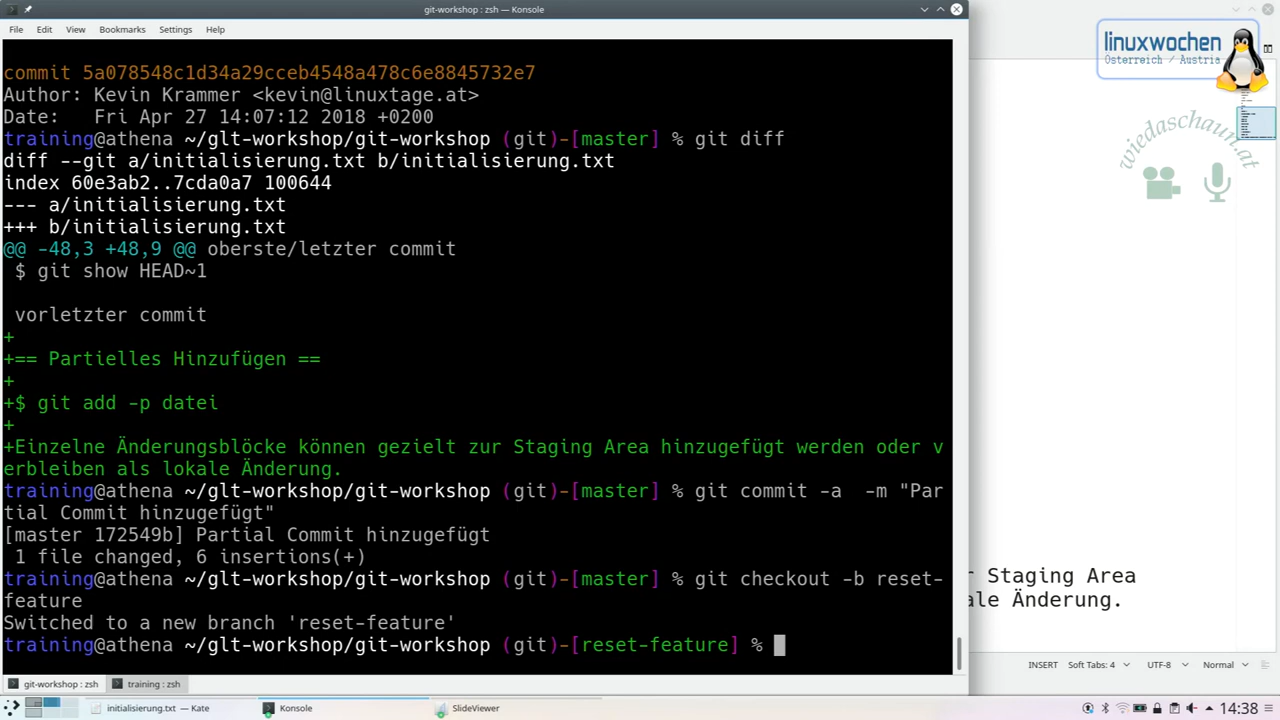 git-workshop : zsh — Konsole
File Edit View Bookmarks Settings Help
linuxwochen
Österreich / Austria
wiedaschaun.at
commit 5a078548c1d34a29cceb4548a478c6e8845732e7
Author: Kevin Krammer <kevin@linuxtage.at>
Date:   Fri Apr 27 14:07:12 2018 +0200
training@athena ~/glt-workshop/git-workshop (git)-[master] % git diff
diff --git a/initialisierung.txt b/initialisierung.txt
index 60e3ab2..7cda0a7 100644
--- a/initialisierung.txt
+++ b/initialisierung.txt
@@ -48,3 +48,9 @@ oberste/letzter commit
 $ git show HEAD~1
 vorletzter commit
+
+== Partielles Hinzufügen ==
+
+$ git add -p datei
+
+Einzelne Änderungsblöcke können gezielt zur Staging Area hinzugefügt werden oder v
erbleiben als lokale Änderung.
training@athena ~/glt-workshop/git-workshop (git)-[master] % git commit -a  -m "Par
tial Commit hinzugefügt"
[master 172549b] Partial Commit hinzugefügt
 1 file changed, 6 insertions(+)
training@athena ~/glt-workshop/git-workshop (git)-[master] % git checkout -b reset-
feature
Switched to a new branch 'reset-feature'
training@athena ~/glt-workshop/git-workshop (git)-[reset-feature] %
r Staging Area
ale Änderung.
INSERT Soft Tabs: 4 UTF-8 Normal
git-workshop : zsh training : zsh
initialisierung.txt — Kate Konsole SlideViewer 14:38